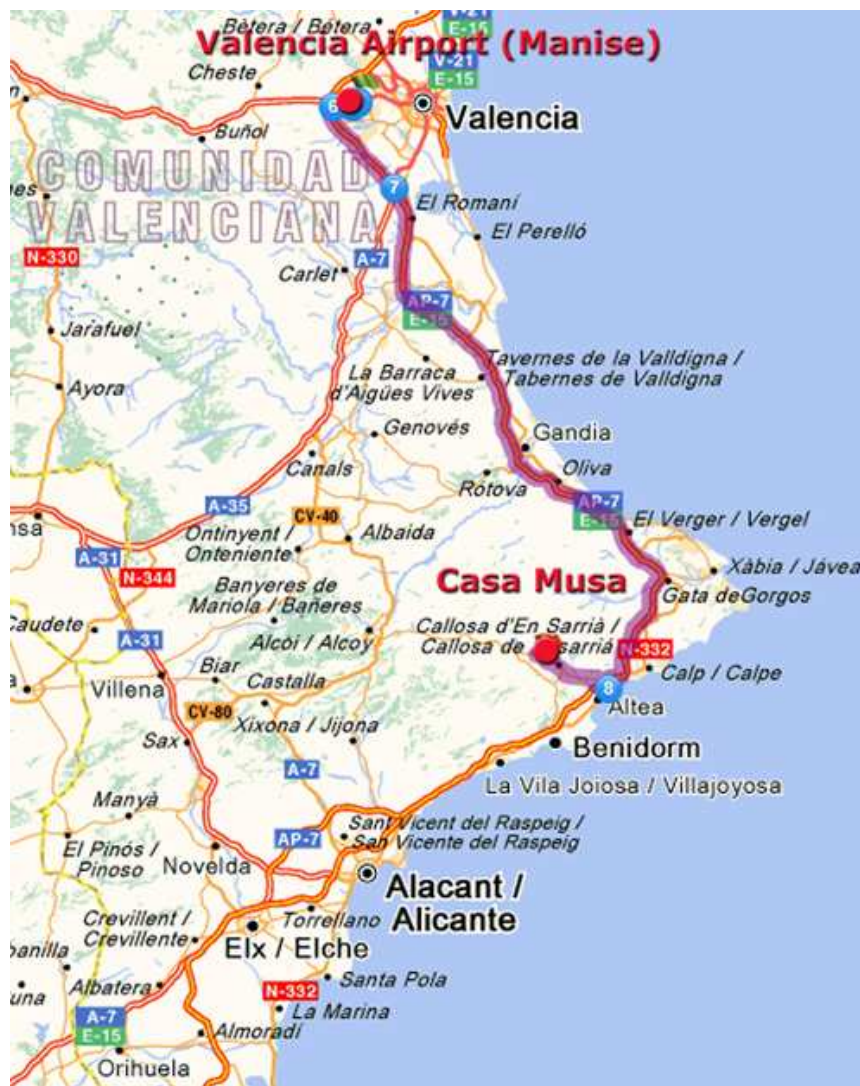 V-21
E-15
Bètera / Bétera
Valencia Airport (Manise)
Cheste
V-21
E-15
6
Valencia
Buñol
COMUNIDAD
VALENCIANA
7
El Romaní
El Perelló
N-330
A-7
Carlet
AP-7
E-15
Jarafuel
La Barraca
d'Aigües Vives
Tavernes de la Valldigna /
Tabernes de Valldigna
Ayora
Genovés
Gandia
Canals
Rótova
Oliva
A-35
AP-7
E-15
CV-40
El Verger / Vergel
Ontinyent /
Onteniente
Albaida
A-31
N-344
Xàbia / Jávea
Casa Musa
Banyeres de
Mariola / Bañeres
Gata deGorgos
Caudete
A-31
Alcoi / Alcoy
Callosa d'En Sarrià /
Callosa de
N-332
Biar
Calp / Calpe
Villena
Castalla
8
Altea
CV-80
Xixona / Jijona
Sax
Benidorm
A-7
La Vila Joiosa / Villajoyosa
Manyà
AP-7
Sant Vicent del Raspeig /
San Vicente del Raspeig
El Pinós /
Pinoso
Novelda
Alacant /
Alicante
Crevillent /
Crevillente
Torrellano
Elx / Elche
Santa Pola
Albatera
N-332
La Marina
A-7
E-15
Almoradí
Orihuela